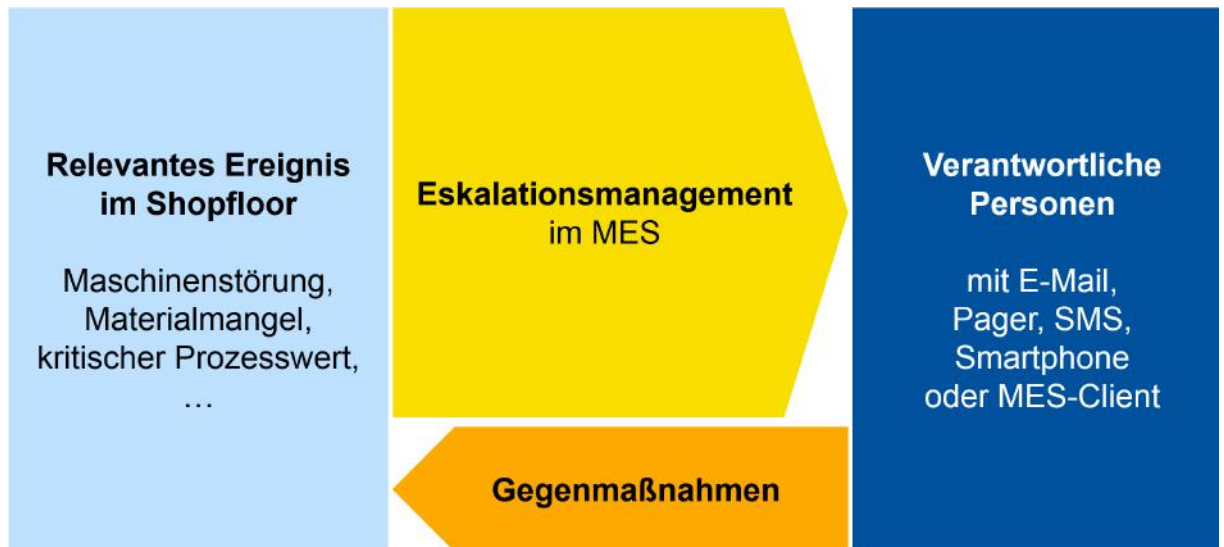 Relevantes Ereignis
im Shopfloor
Maschinenstörung,
Materialmangel,
kritischer Prozesswert,
...
Eskalationsmanagement
im MES
Verantwortliche
Personen
mit E-Mail,
Pager, SMS,
Smartphone
oder MES-Client
Gegenmaßnahmen